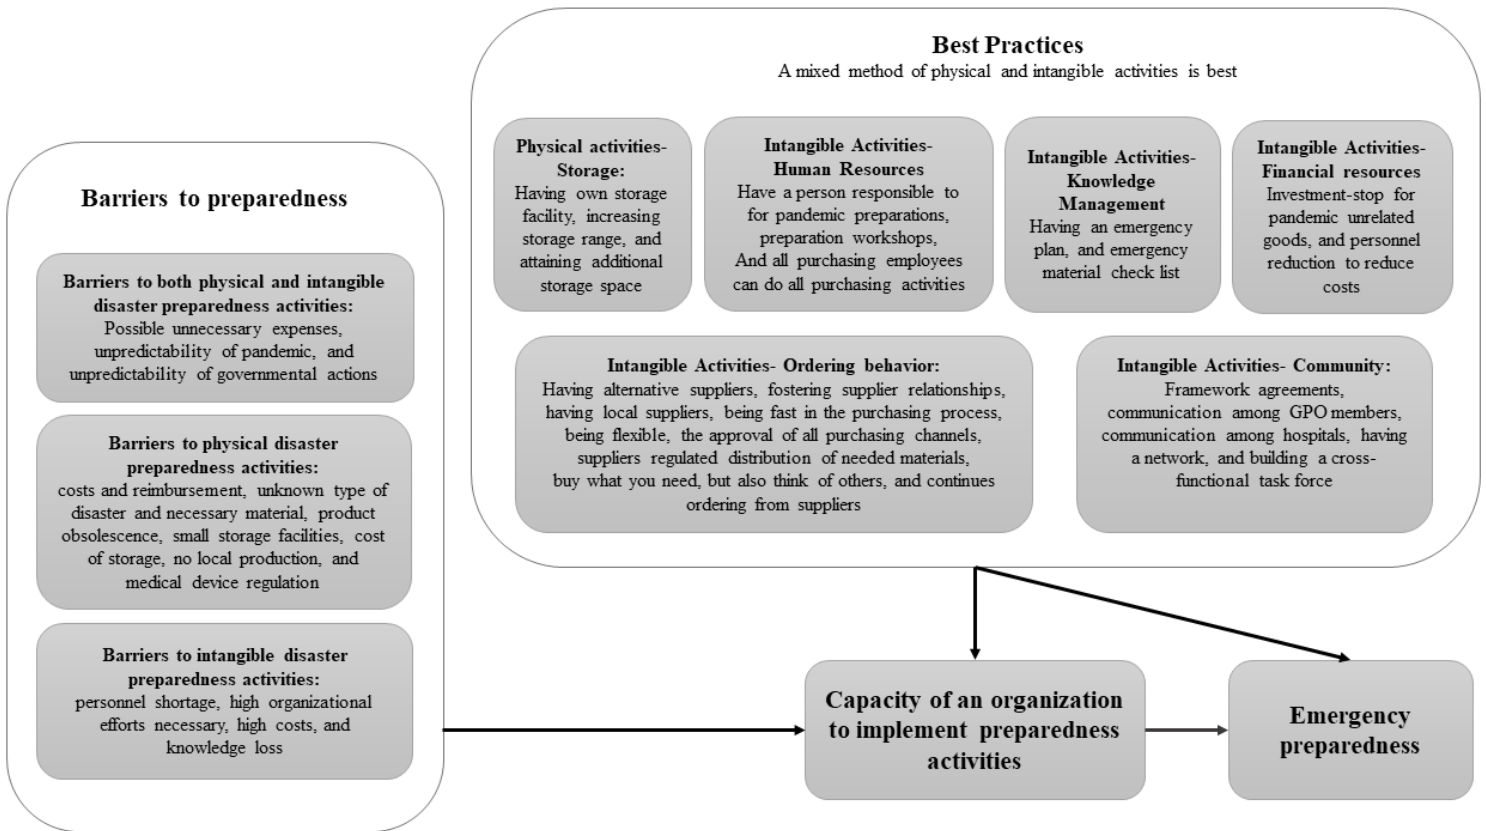 Best Practices
A mixed method of physical and intangible activities is best
Physical activities-
Storage:
Having own storage
facility, increasing
storage range, and
attaining additional
storage space
Intangible Activities-
Human Resources
Have a person responsible to
for pandemic preparations,
preparation workshops,
And all purchasing employees
can do all purchasing activities
Intangible Activities-
Knowledge
Management
Having an emergency
plan, and emergency
material check list
Intangible Activities-
Financial resources
Investment-stop for
pandemic unrelated
goods, and personnel
reduction to reduce
costs
Intangible Activities- Ordering behavior:
Having alternative suppliers, fostering supplier relationships,
having local suppliers, being fast in the purchasing process,
being flexible, the approval of all purchasing channels,
suppliers regulated distribution of needed materials,
buy what you need, but also think of others, and continues
ordering from suppliers
Intangible Activities- Community:
Framework agreements,
communication among GPO members,
communication among hospitals, having
a network, and building a cross-
functional task force
Barriers to preparedness
Barriers to both physical and intangible
disaster preparedness activities:
Possible unnecessary expenses,
unpredictability of pandemic, and
unpredictability of governmental actions
Barriers to physical disaster
preparedness activities:
costs and reimbursement, unknown type of
disaster and necessary material, product
obsolescence, small storage facilities, cost
of storage, no local production, and
medical device regulation
Barriers to intangible disaster
preparedness activities:
personnel shortage, high organizational
efforts necessary, high costs, and
knowledge loss
Capacity of an organization
to implement preparedness
activities
Emergency
preparedness